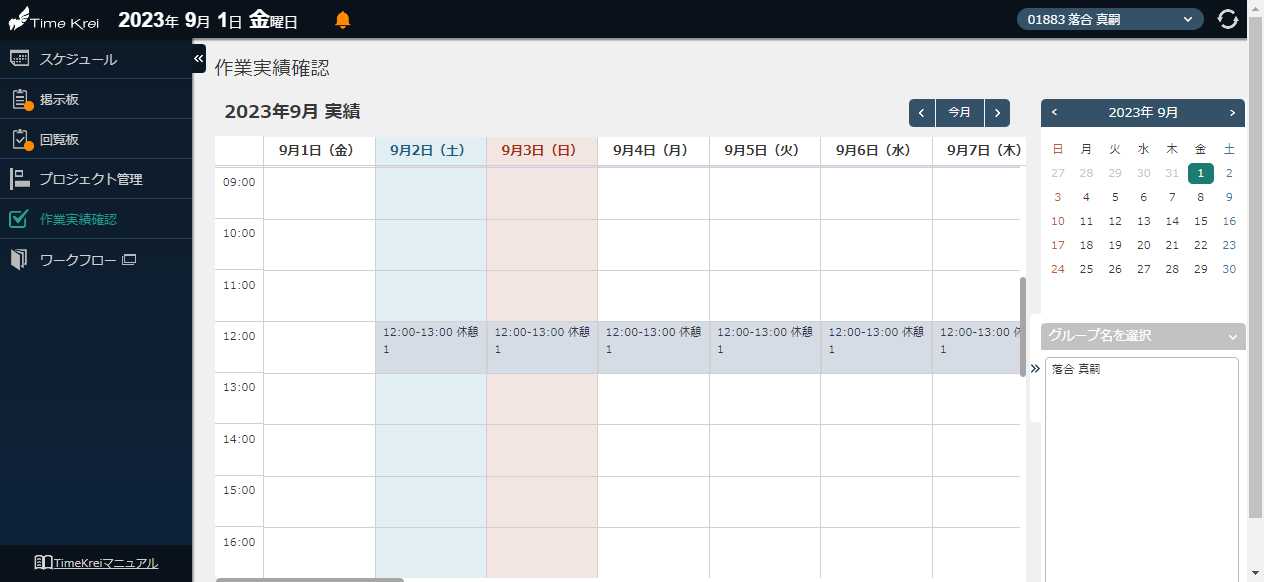 Time Krei 2023年 9月 1日 金曜日 01883 落合 真嗣
スケジュール
掲示板
回覧板
プロジェクト管理
作業実績確認
ワークフロー
TimeKreiマニュアル
作業実績確認
2023年9月 実績
今月
9月1日（金） 9月2日（土） 9月3日（日） 9月4日（月） 9月5日（火） 9月6日（水） 9月7日（木）
09:00
10:00
11:00
12:00
12:00-13:00 休憩1
12:00-13:00 休憩1
12:00-13:00 休憩1
12:00-13:00 休憩1
12:00-13:00 休憩1
12:00-13:00 休
1
13:00
14:00
15:00
16:00
2023年 9月
日 月 火 水 木 金 土
27 28 29 30 31 1 2
3 4 5 6 7 8 9
10 11 12 13 14 15 16
17 18 19 20 21 22 23
24 25 26 27 28 29 30
グループ名を選択
落合 真嗣